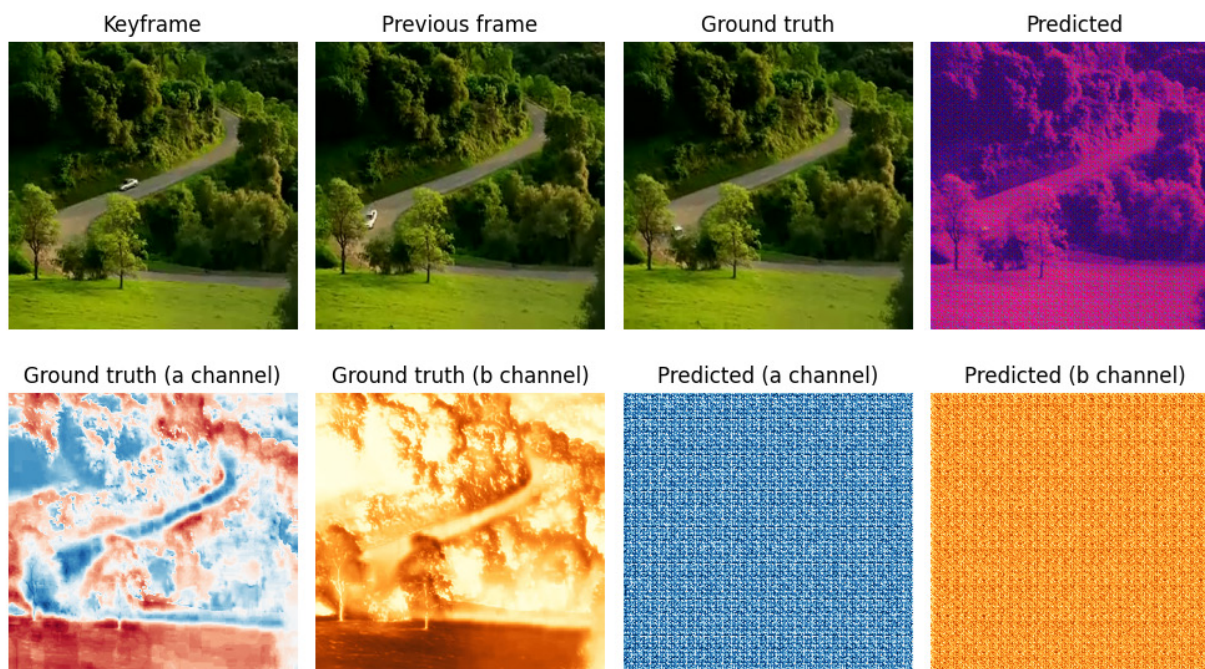 Keyframe
Previous frame
Ground truth
Predicted
Ground truth (a channel)
Ground truth (b channel)
Predicted (a channel)
Predicted (b channel)